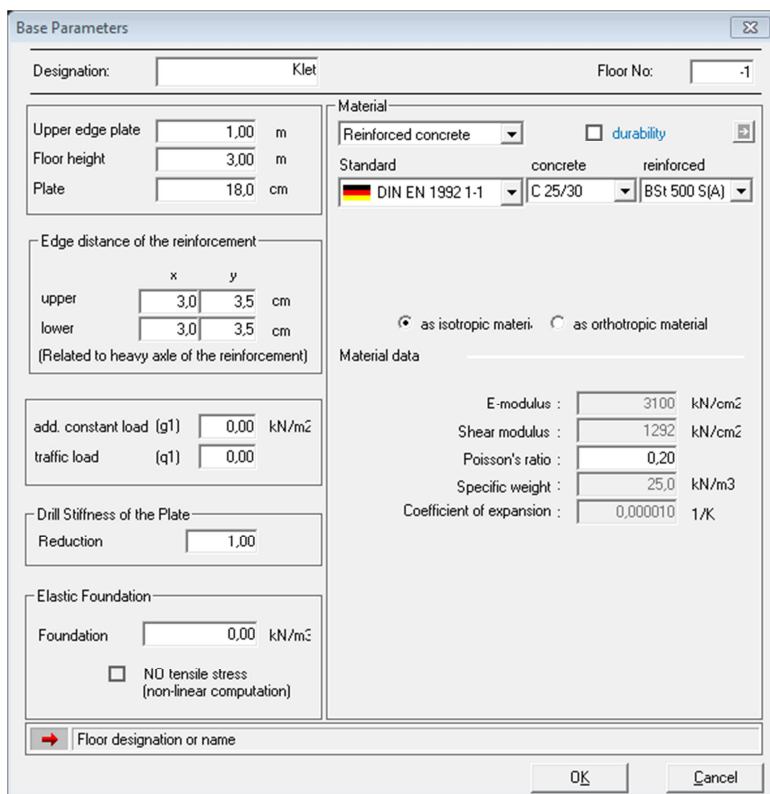 Base Parameters
Designation: Klet Floor No: -1
Upper edge plate 1,00 m
Floor height 3,00 m
Plate 18,0 cm
Edge distance of the reinforcement
x y
upper 3,0 3,5 cm
lower 3,0 3,5 cm
(Related to heavy axle of the reinforcement)
add. constant load (g1) 0,00 kN/m2
traffic load (q1) 0,00
Drill Stiffness of the Plate
Reduction 1,00
Elastic Foundation
Foundation 0,00 kN/m3
NO tensile stress
(non-linear computation)
Material
Reinforced concrete durability
Standard concrete reinforced
DIN EN 1992 1-1 C 25/30 BSt 500 S(A)
as isotropic materi. as orthotropic material
Material data
E-modulus : 3100 kN/cm2
Shear modulus : 1292 kN/cm2
Poisson's ratio : 0,20
Specific weight : 25,0 kN/m3
Coefficient of expansion : 0,000010 1/K
Floor designation or name
OK Cancel